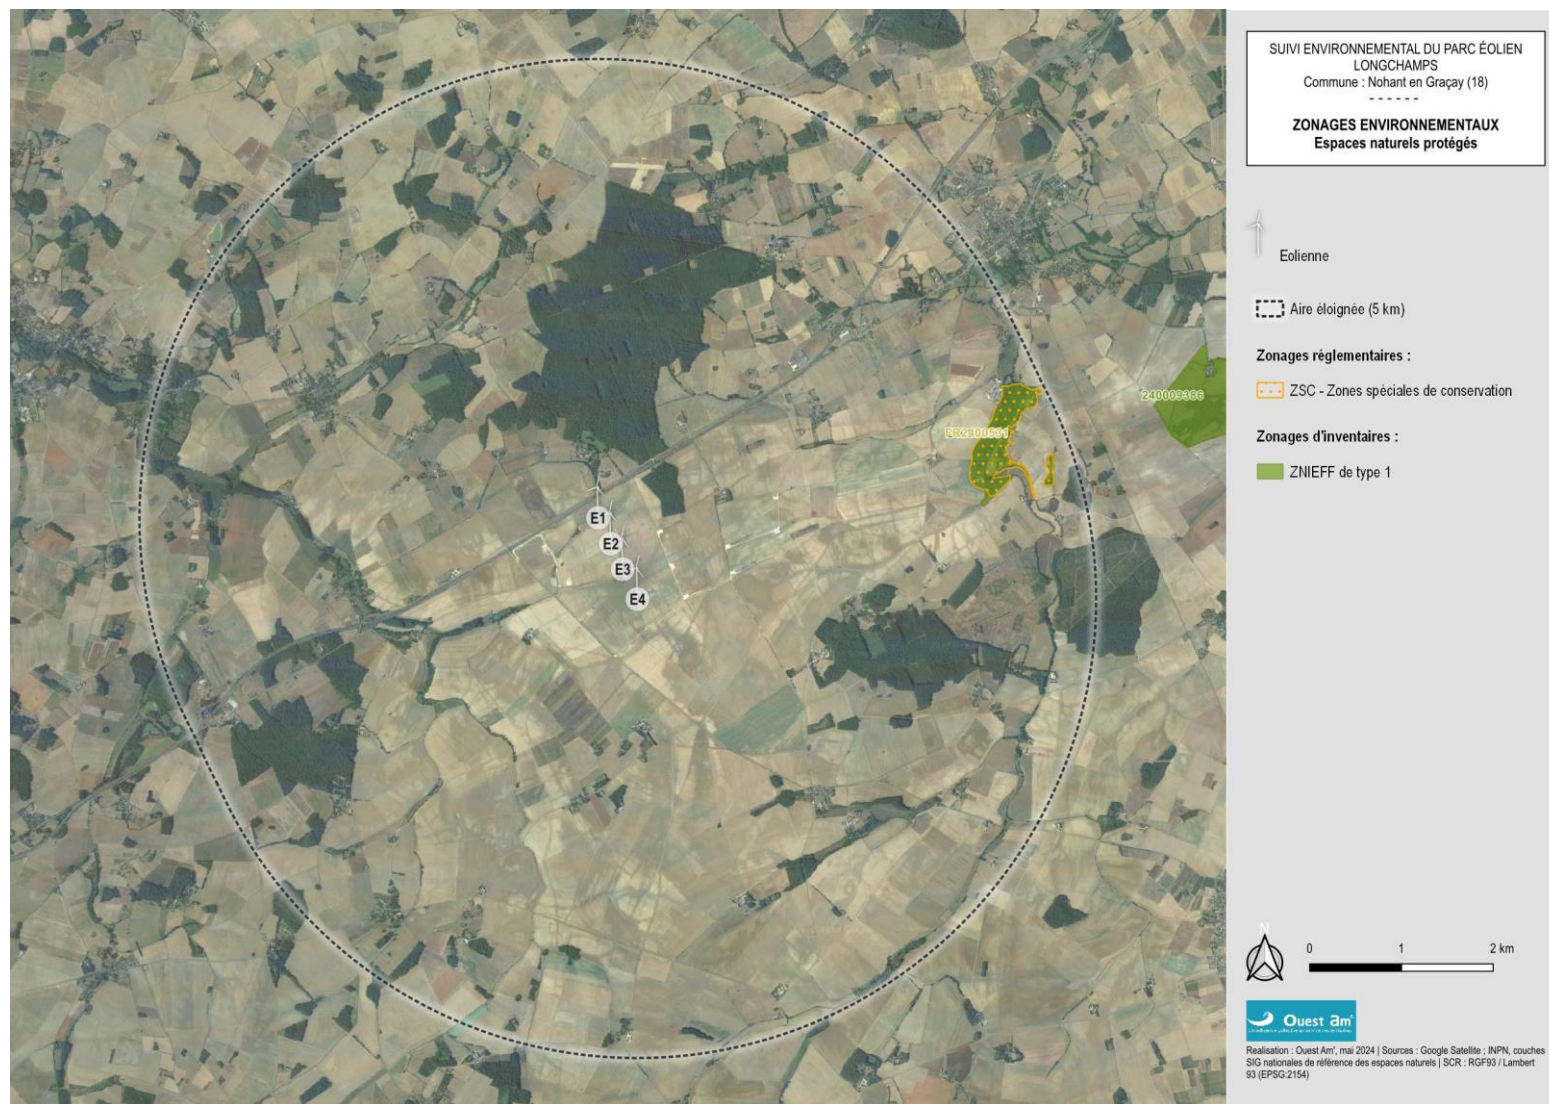 SUIVI ENVIRONNEMENTAL DU PARC ÉOLIEN
LONGCHAMPS
Commune : Nohant en Graçay (18)
- - - - - -
ZONAGES ENVIRONNEMENTAUX
Espaces naturels protégés
Eolienne
Aire éloignée (5 km)
Zonages réglementaires :
ZSC - Zones spéciales de conservation
Zonages d'inventaires :
ZNIEFF de type 1
240009386
E1
E2
E3
E4
N
0 1 2 km
Ouest am'
Realisation : Ouest Am', mai 2024 | Sources : Google Satellite ; INPN, couches
SIG nationales de référence des espaces naturels | SCR : RGF93 / Lambert
93 (EPSG:2154)